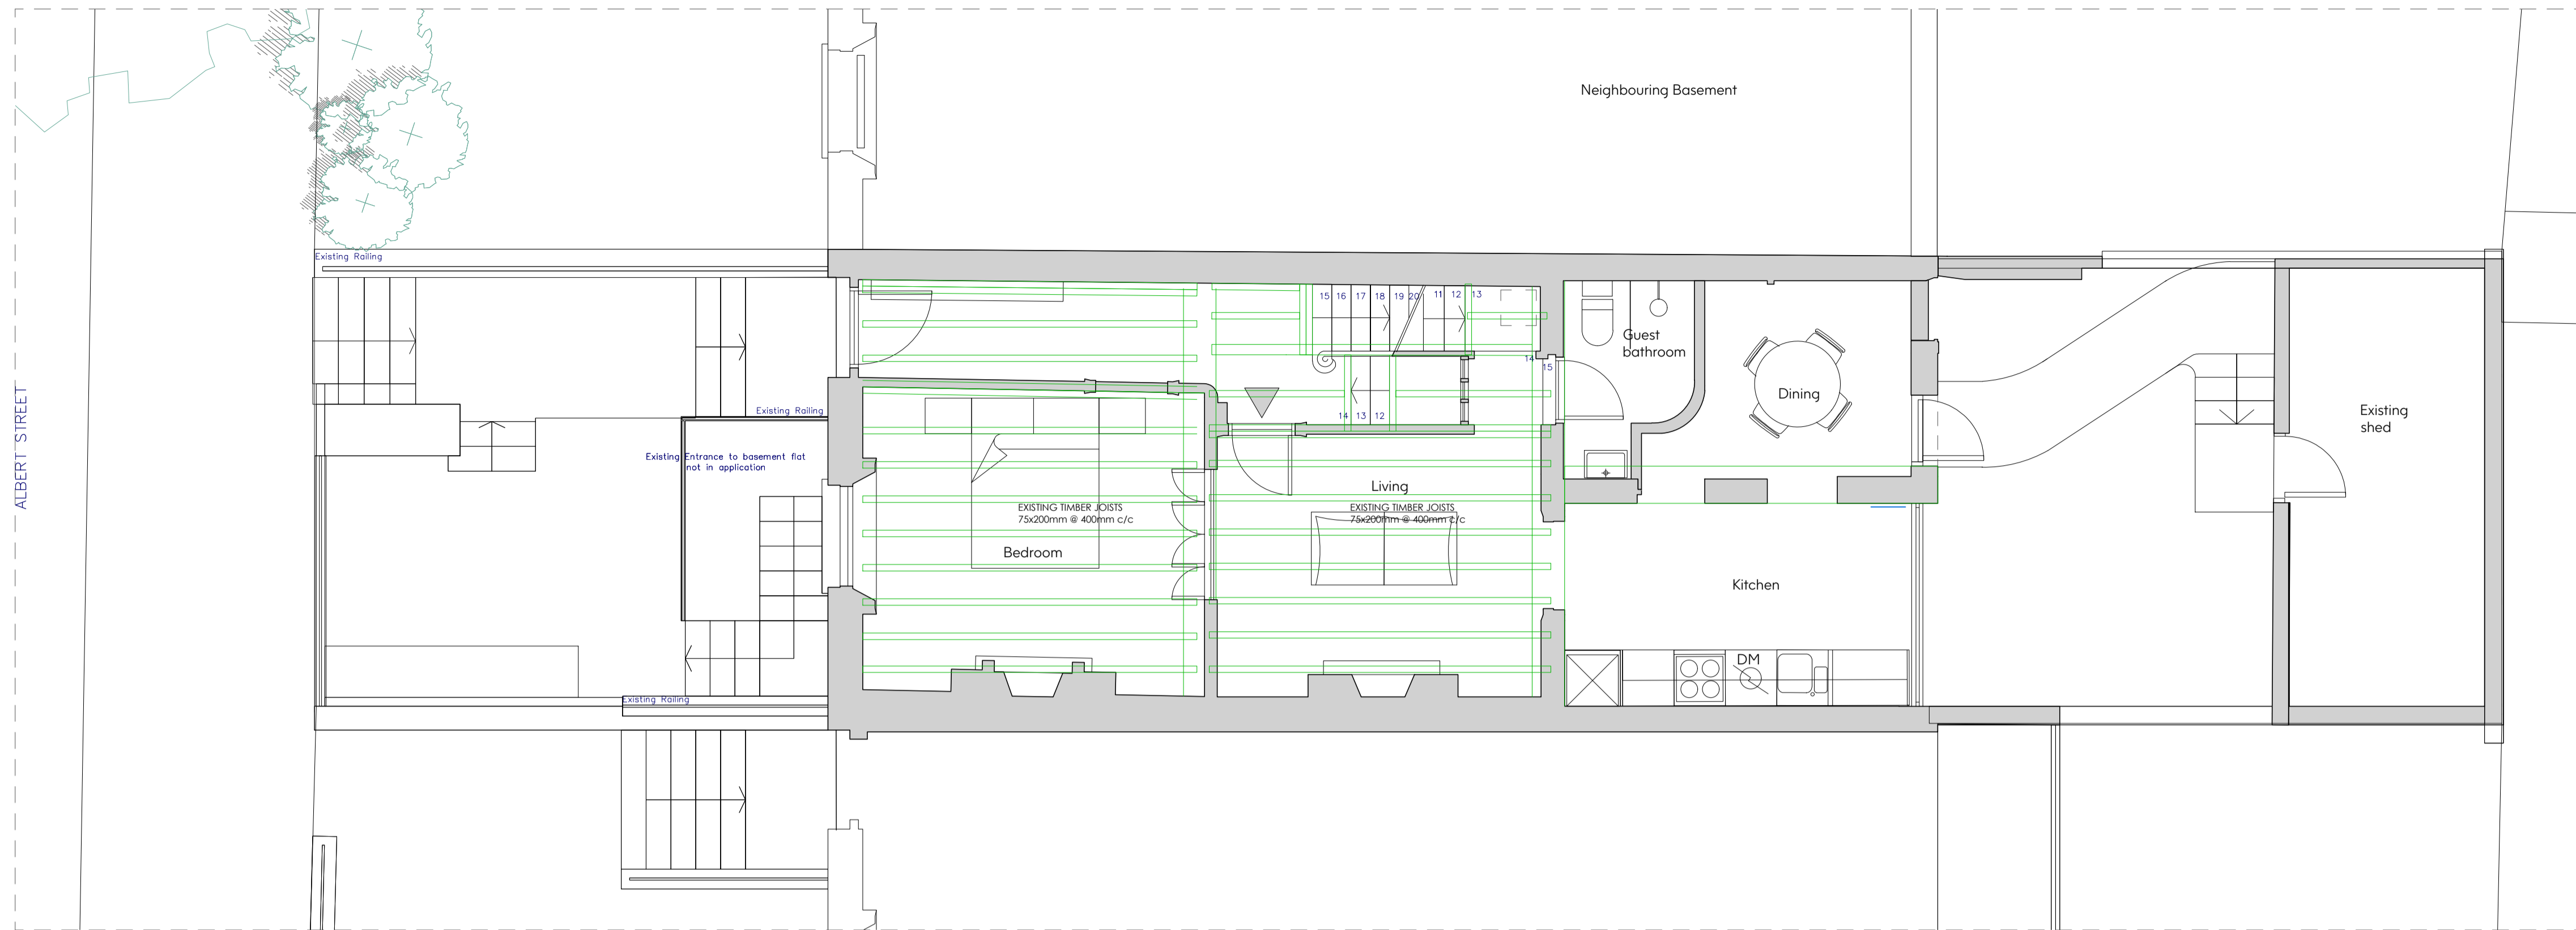 Neighbouring Basement
Existing Railing
15 16 17 18 19 20 11 12 13
14
15
Guest
bathroom
Dining
Existing Railing
14 13 12
Existing
shed
ALBERT STREET
Existing Entrance to basement flat
not in application
Living
EXISTING TIMBER JOISTS
75x200mm @ 400mm c/c
EXISTING TIMBER JOISTS
75x200mm @ 400mm c/c
Bedroom
Kitchen
DM
Existing Railing